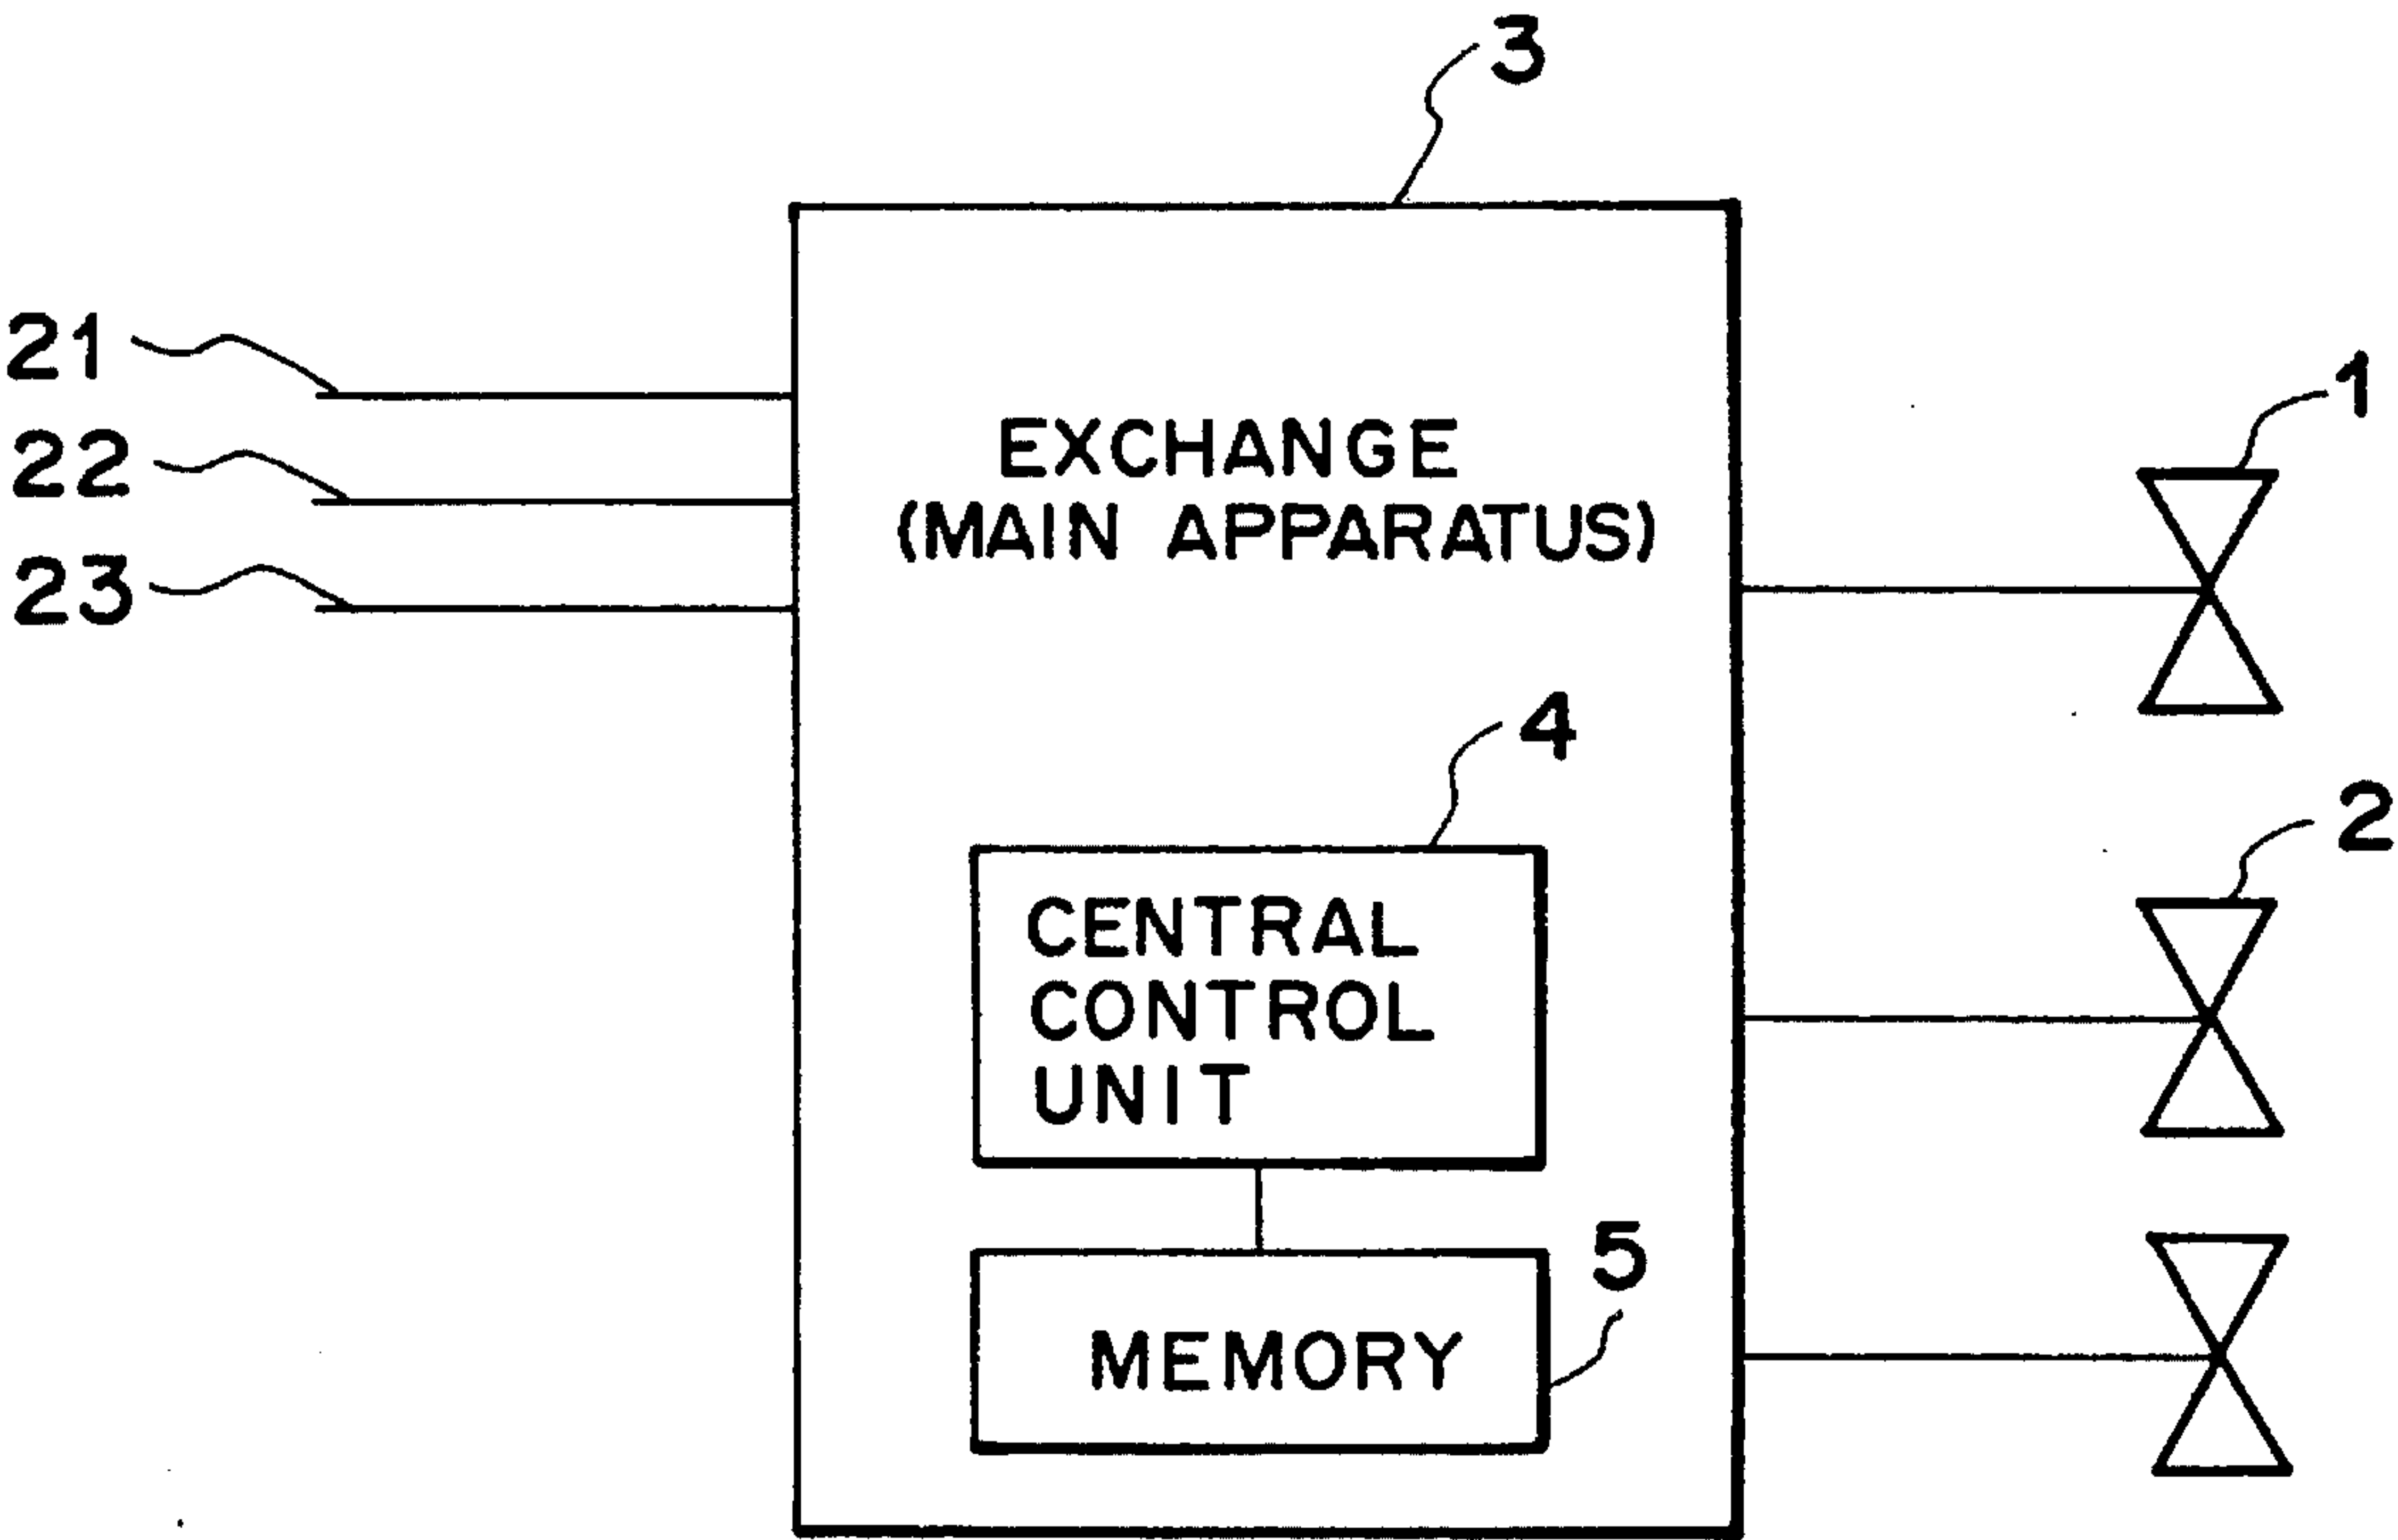 3
21
22
23
EXCHANGE
(MAIN APPARATUS)
1
4
2
CENTRAL
CONTROL
UNIT
5
MEMORY